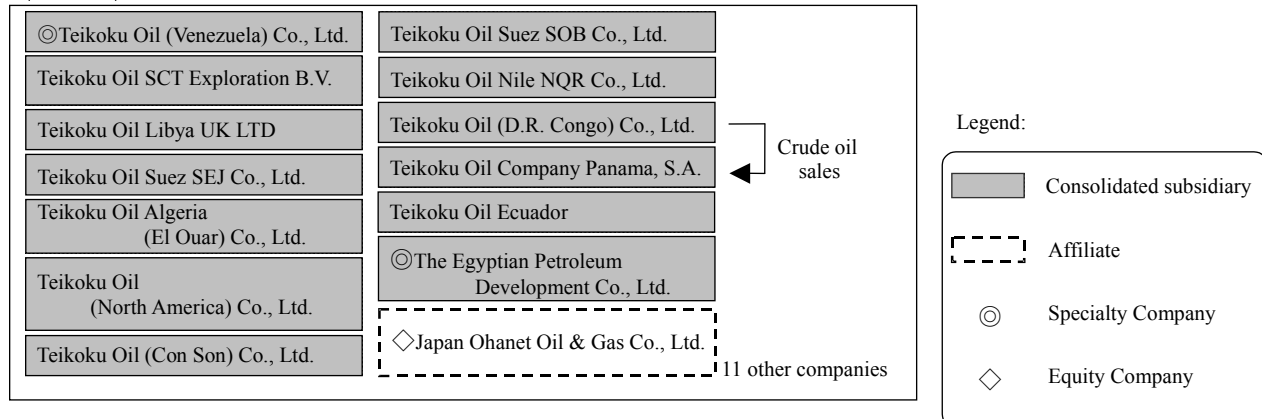 ◎Teikoku Oil (Venezuela) Co., Ltd.
Teikoku Oil SCT Exploration B.V.
Teikoku Oil Libya UK LTD
Teikoku Oil Suez SEJ Co., Ltd.
Teikoku Oil Algeria
(El Ouar) Co., Ltd.
Teikoku Oil
(North America) Co., Ltd.
Teikoku Oil (Con Son) Co., Ltd.
Teikoku Oil Suez SOB Co., Ltd.
Teikoku Oil Nile NQR Co., Ltd.
Teikoku Oil (D.R. Congo) Co., Ltd.
Teikoku Oil Company Panama, S.A.
Teikoku Oil Ecuador
◎The Egyptian Petroleum
Development Co., Ltd.
◇Japan Ohanet Oil & Gas Co., Ltd.
11 other companies
Crude oil
sales
Legend:
Consolidated subsidiary
Affiliate
◎ Specialty Company
◇ Equity Company